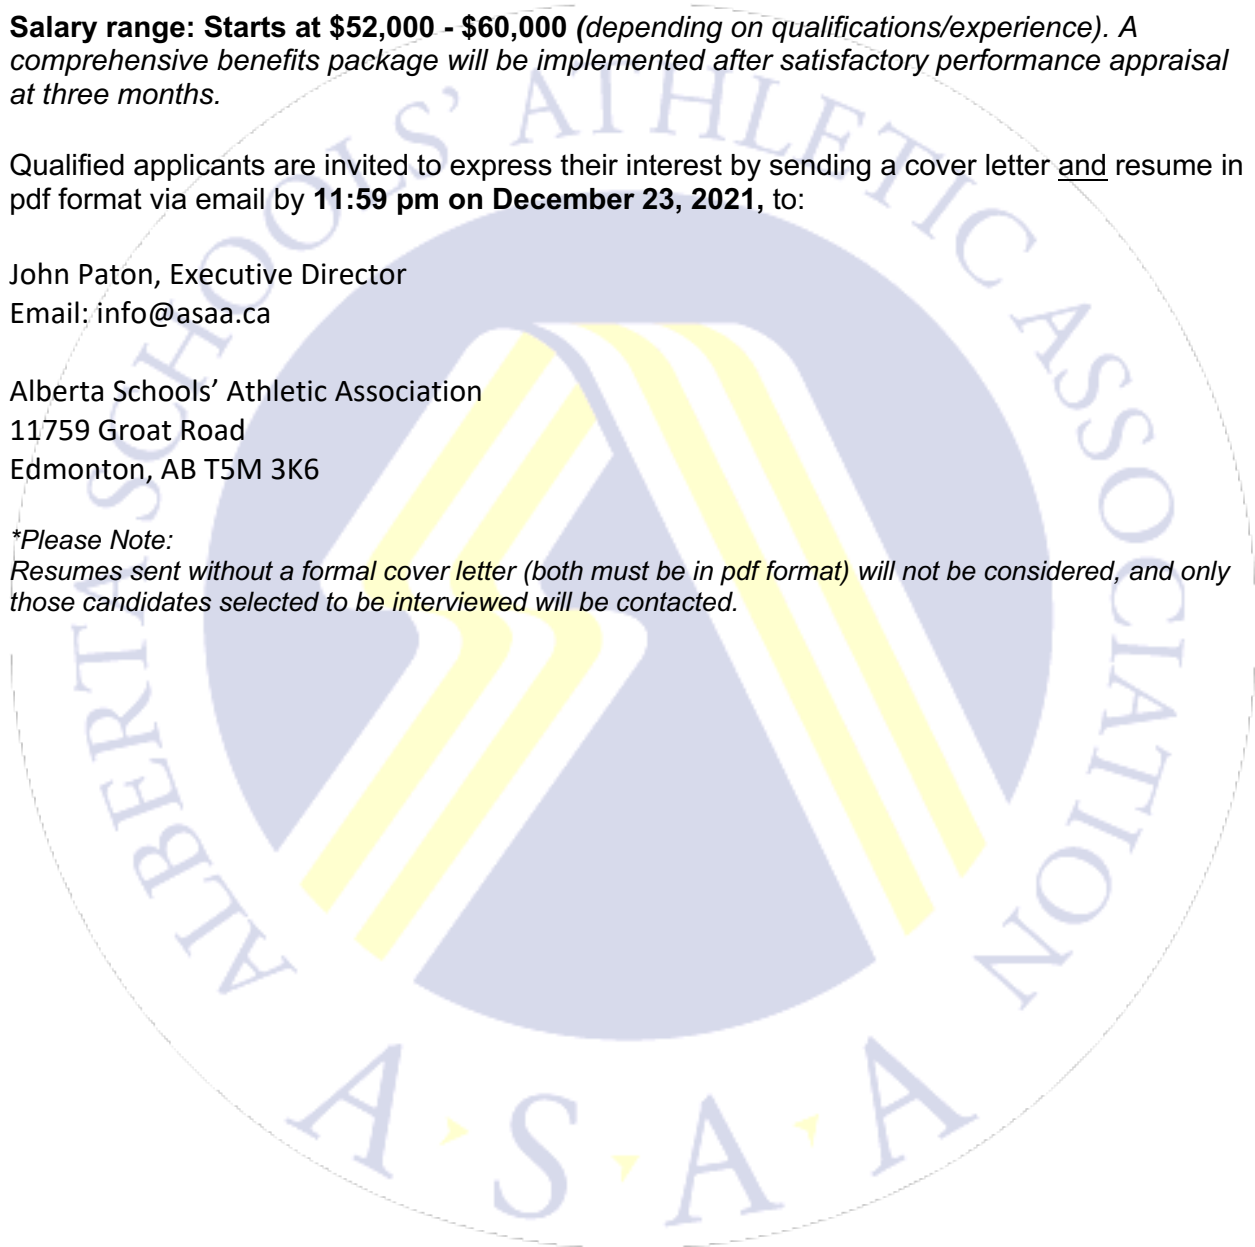 Salary range: Starts at $52,000 - $60,000 (depending on qualifications/experience). A
comprehensive benefits package will be implemented after satisfactory performance appraisal
at three months.
Qualified applicants are invited to express their interest by sending a cover letter and resume in
pdf format via email by 11:59 pm on December 23, 2021, to:
John Paton, Executive Director
Email: info@asaa.ca
Alberta Schools’ Athletic Association
11759 Groat Road
Edmonton, AB T5M 3K6
*Please Note:
Resumes sent without a formal cover letter (both must be in pdf format) will not be considered, and only
those candidates selected to be interviewed will be contacted.
ALBERTA SCHOOLS’ ATHLETIC ASSOCIATION
A S A A